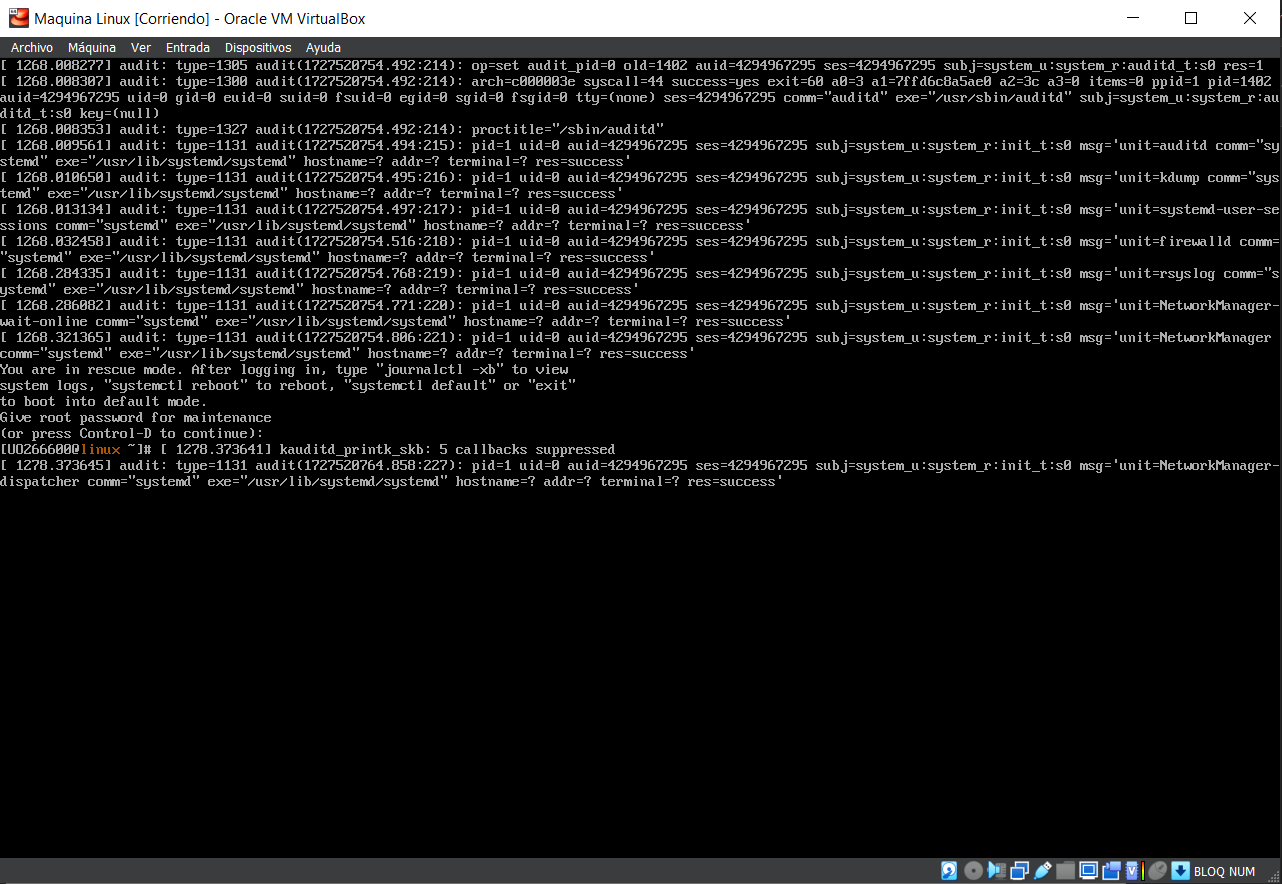 Maquina Linux [Corriendo] - Oracle VM VirtualBox
Archivo Máquina Ver Entrada Dispositivos Ayuda
[ 1268.008277] audit: type=1305 audit(1727520754.492:214): op=set audit_pid=0 old=1402 auid=4294967295 ses=4294967295 subj=system_u:system_r:auditd_t:s0 res=1
[ 1268.008307] audit: type=1300 audit(1727520754.492:214): arch=c000003e syscall=44 success=yes exit=60 a0=3 a1=7ffd6c8a5ae0 a2=3c a3=0 items=0 ppid=1 pid=1402
auid=4294967295 uid=0 gid=0 euid=0 suid=0 fsuid=0 egid=0 sgid=0 fsgid=0 tty=(none) ses=4294967295 comm="auditd" exe="/usr/sbin/auditd" subj=system_u:system_r:au
ditd_t:s0 key=(null)
[ 1268.008353] audit: type=1327 audit(1727520754.492:214): proctitle="/sbin/auditd"
[ 1268.009561] audit: type=1131 audit(1727520754.494:215): pid=1 uid=0 auid=4294967295 ses=4294967295 subj=system_u:system_r:init_t:s0 msg='unit=auditd comm="sy
stemd" exe="/usr/lib/systemd/systemd" hostname=? addr=? terminal=? res=success'
[ 1268.010650] audit: type=1131 audit(1727520754.495:216): pid=1 uid=0 auid=4294967295 ses=4294967295 subj=system_u:system_r:init_t:s0 msg='unit=kdump comm="sys
temd" exe="/usr/lib/systemd/systemd" hostname=? addr=? terminal=? res=success'
[ 1268.013134] audit: type=1131 audit(1727520754.497:217): pid=1 uid=0 auid=4294967295 ses=4294967295 subj=system_u:system_r:init_t:s0 msg='unit=systemd-user-se
ssions comm="systemd" exe="/usr/lib/systemd/systemd" hostname=? addr=? terminal=? res=success'
[ 1268.032458] audit: type=1131 audit(1727520754.516:218): pid=1 uid=0 auid=4294967295 ses=4294967295 subj=system_u:system_r:init_t:s0 msg='unit=firewalld comm=
"systemd" exe="/usr/lib/systemd/systemd" hostname=? addr=? terminal=? res=success'
[ 1268.284335] audit: type=1131 audit(1727520754.768:219): pid=1 uid=0 auid=4294967295 ses=4294967295 subj=system_u:system_r:init_t:s0 msg='unit=rsyslog comm="s
ystemd" exe="/usr/lib/systemd/systemd" hostname=? addr=? terminal=? res=success'
[ 1268.286082] audit: type=1131 audit(1727520754.771:220): pid=1 uid=0 auid=4294967295 ses=4294967295 subj=system_u:system_r:init_t:s0 msg='unit=NetworkManager-
wait-online comm="systemd" exe="/usr/lib/systemd/systemd" hostname=? addr=? terminal=? res=success'
[ 1268.321365] audit: type=1131 audit(1727520754.806:221): pid=1 uid=0 auid=4294967295 ses=4294967295 subj=system_u:system_r:init_t:s0 msg='unit=NetworkManager
comm="systemd" exe="/usr/lib/systemd/systemd" hostname=? addr=? terminal=? res=success'
You are in rescue mode. After logging in, type "journalctl -xb" to view
system logs, "systemctl reboot" to reboot, "systemctl default" or "exit"
to boot into default mode.
Give root password for maintenance
(or press Control-D to continue):
[UO266600@linux ~]# [ 1278.373641] kauditd_printk_skb: 5 callbacks suppressed
[ 1278.373645] audit: type=1131 audit(1727520764.858:227): pid=1 uid=0 auid=4294967295 ses=4294967295 subj=system_u:system_r:init_t:s0 msg='unit=NetworkManager-
dispatcher comm="systemd" exe="/usr/lib/systemd/systemd" hostname=? addr=? terminal=? res=success'
BLOQ NUM